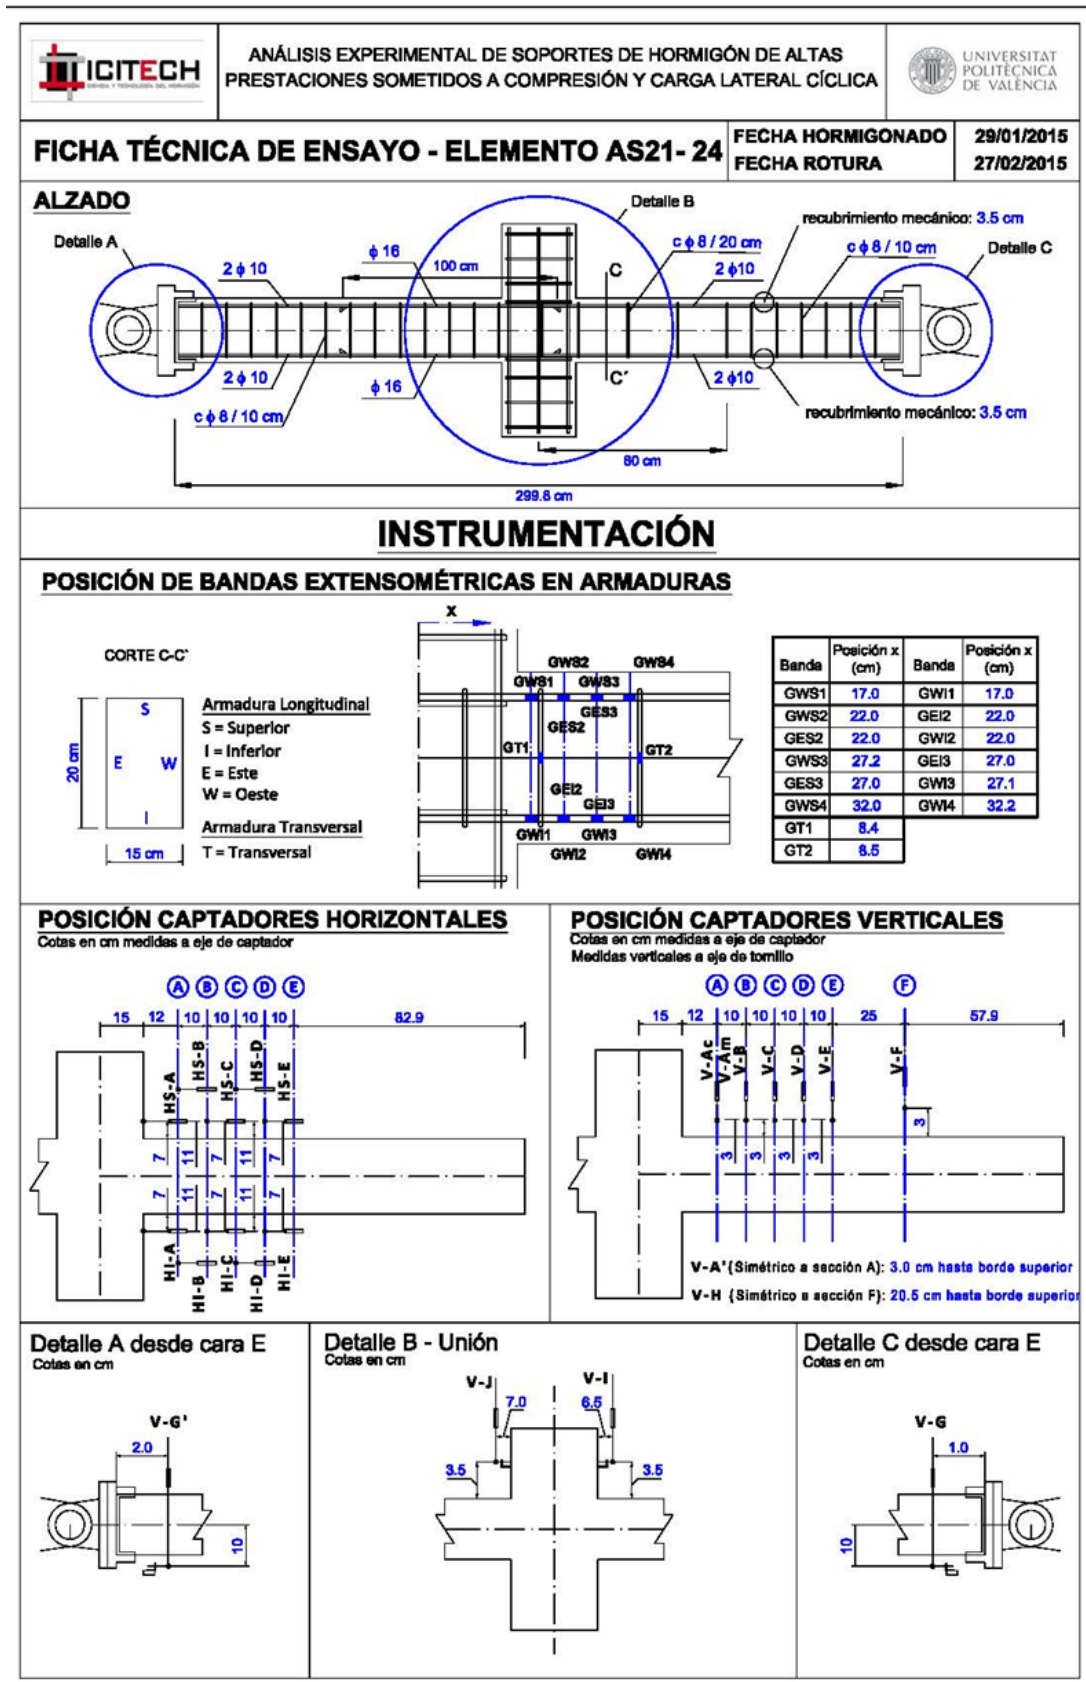 ICITECH
CIENCIA Y TECNOLOGÍA DEL HORMIGÓN
ANÁLISIS EXPERIMENTAL DE SOPORTES DE HORMIGÓN DE ALTAS
PRESTACIONES SOMETIDOS A COMPRESIÓN Y CARGA LATERAL CÍCLICA
UNIVERSITAT
POLITÈCNICA
DE VALÈNCIA
FICHA TÉCNICA DE ENSAYO - ELEMENTO AS21- 24
FECHA HORMIGONADO 29/01/2015
FECHA ROTURA 27/02/2015
ALZADO
Detalle A
Detalle B
Detalle C
recubrimiento mecánico: 3.5 cm
2 ϕ 10
ϕ 16
100 cm
C
c ϕ 8 / 20 cm
2 ϕ10
c ϕ 8 / 10 cm
2 ϕ 10
c ϕ 8 / 10 cm
ϕ 16
C´
2 ϕ10
recubrimiento mecánico: 3.5 cm
80 cm
299.8 cm
INSTRUMENTACIÓN
POSICIÓN DE BANDAS EXTENSOMÉTRICAS EN ARMADURAS
CORTE C-C`
S
E W
I
20 cm
15 cm
Armadura Longitudinal
S = Superior
I = Inferior
E = Este
W = Oeste
Armadura Transversal
T = Transversal
X
GWS2 GWS4
GWS1 GWS3
GES3
GES2
GT1 GT2
GEI2
GEI3
GWI1 GWI3
GWI2 GWI4
Banda Posición x (cm) Banda Posición x (cm)
GWS1 17.0 GWI1 17.0
GWS2 22.0 GEI2 22.0
GES2 22.0 GWI2 22.0
GWS3 27.2 GEI3 27.0
GES3 27.0 GWI3 27.1
GWS4 32.0 GWI4 32.2
GT1 8.4
GT2 8.5
POSICIÓN CAPTADORES HORIZONTALES
Cotas en cm medidas a eje de captador
A B C D E
15 12 10 10 10 10 82.9
HS-A HS-B HS-C HS-D HS-E
7 11 7 11 7
7 11 7 11 7
HI-A HI-B HI-C HI-D HI-E
POSICIÓN CAPTADORES VERTICALES
Cotas en cm medidas a eje de captador
Medidas verticales a eje de tornillo
A B C D E F
15 12 10 10 10 10 25 57.9
V-Ac V-Am V-B V-C V-D V-E V-F
3 3 3 3 3
V-A'(Simétrico a sección A): 3.0 cm hasta borde superior
V-H (Simétrico a sección F): 20.5 cm hasta borde superior
Detalle A desde cara E
Cotas en cm
V-G'
2.0
10
Detalle B - Unión
Cotas en cm
V-J V-I
7.0 6.5
3.5 3.5
Detalle C desde cara E
Cotas en cm
V-G
1.0
10